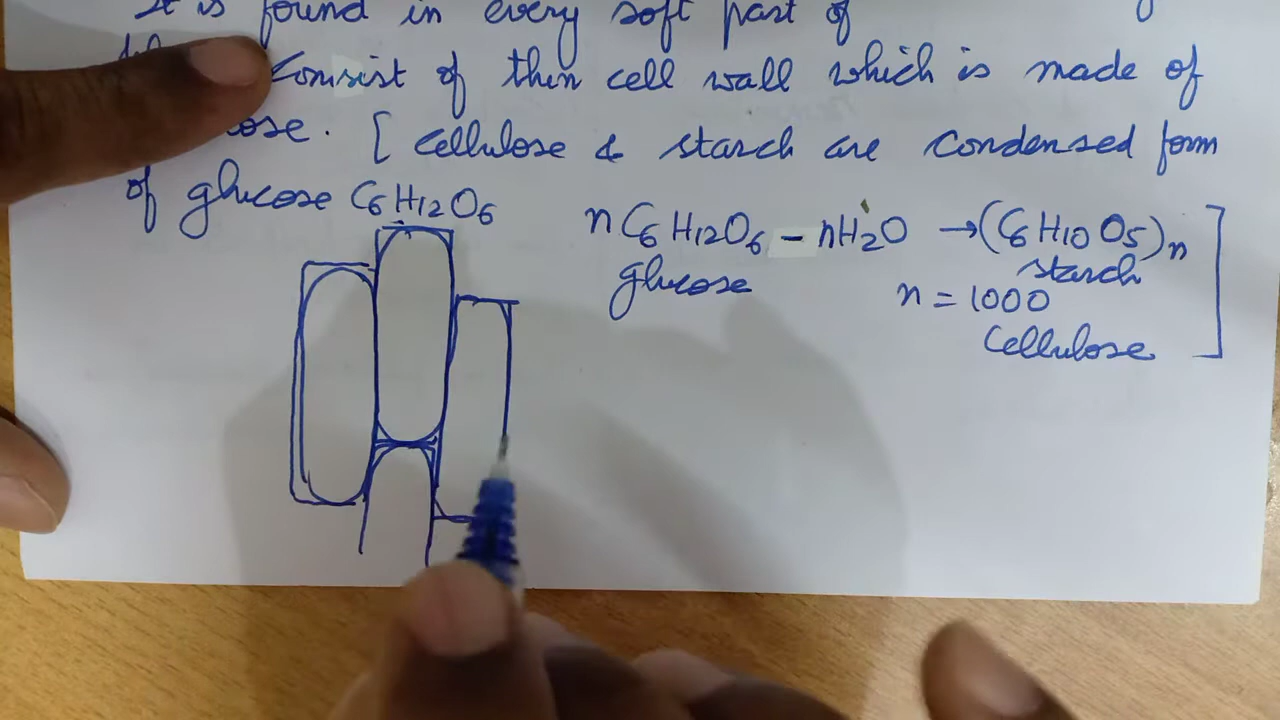 It is found in every soft part of
Consist of thin cell wall which is made of
ose. [ Cellulose & starch are condensed form
of glucose C6H12O6
nC6H12O6 - nH2O → (C6H10O5)n ]
glucose starch
n = 1000
Cellulose